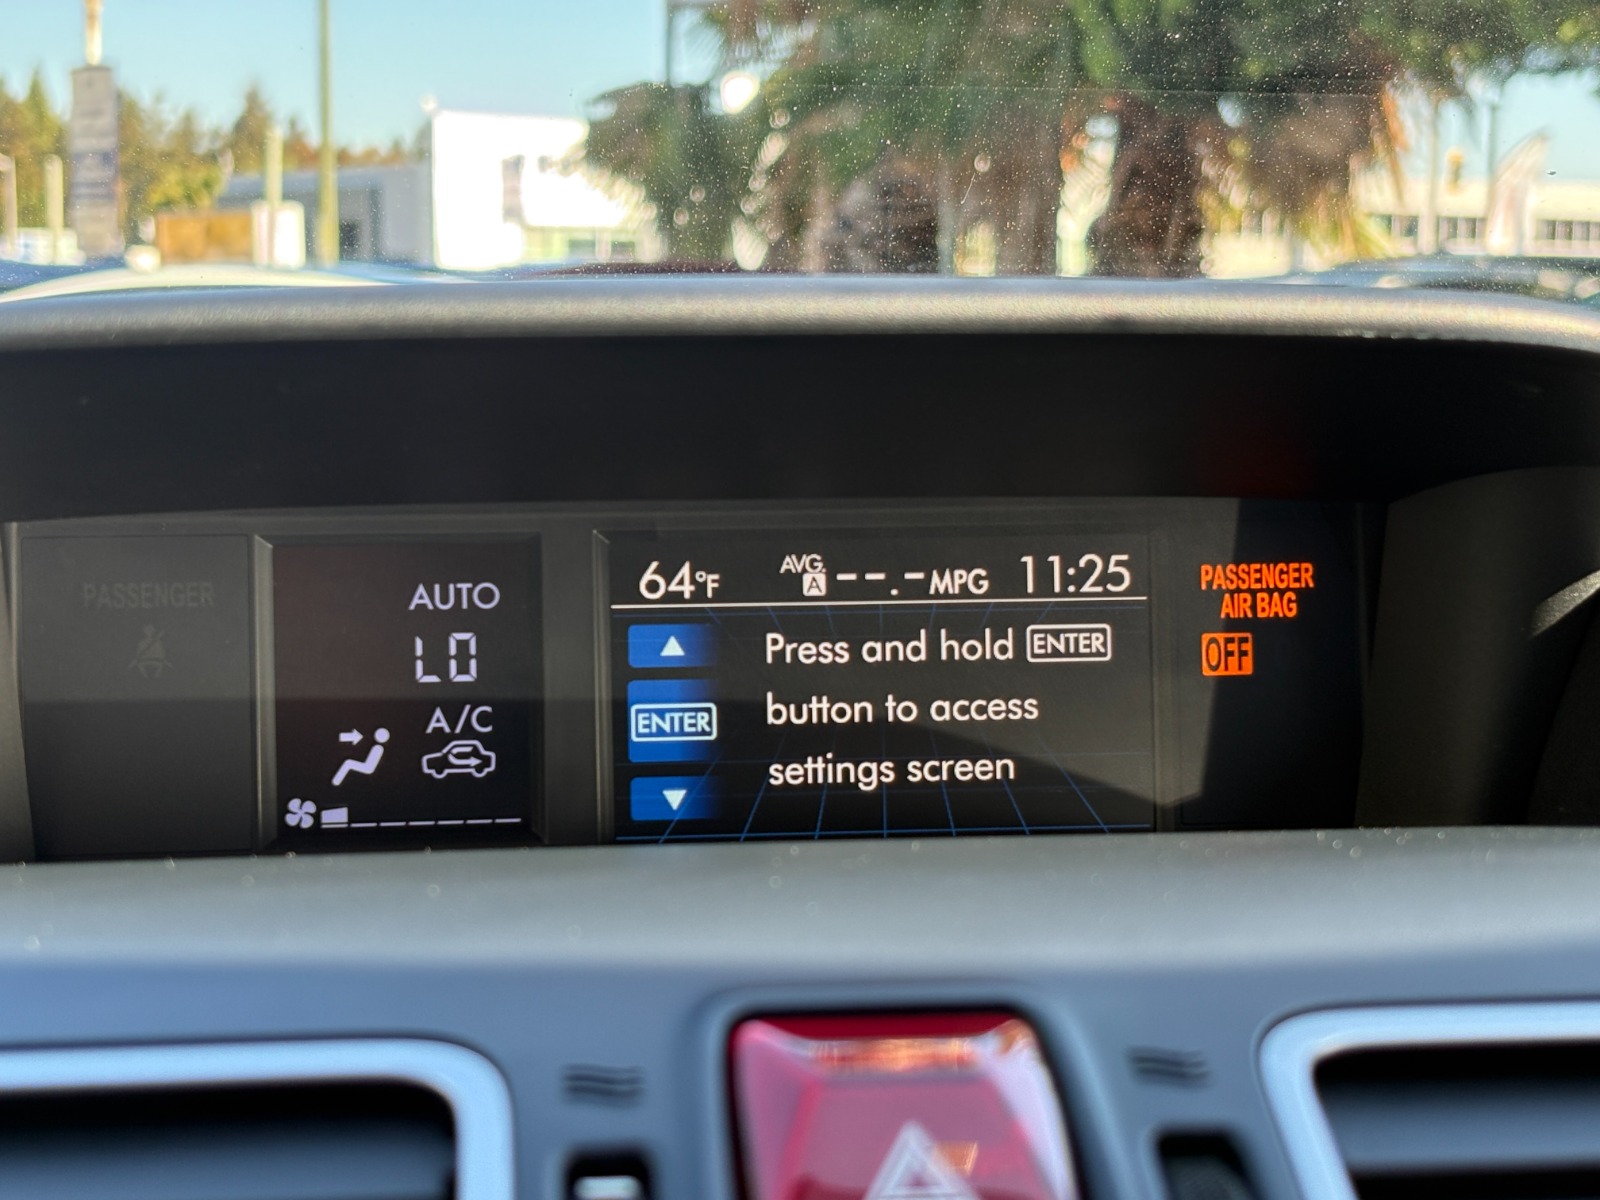 PASSENGER
AUTO
LO
A/C
64°F AVG. A --.- MPG 11:25
Press and hold ENTER
ENTER
button to access
settings screen
PASSENGER
AIR BAG
OFF